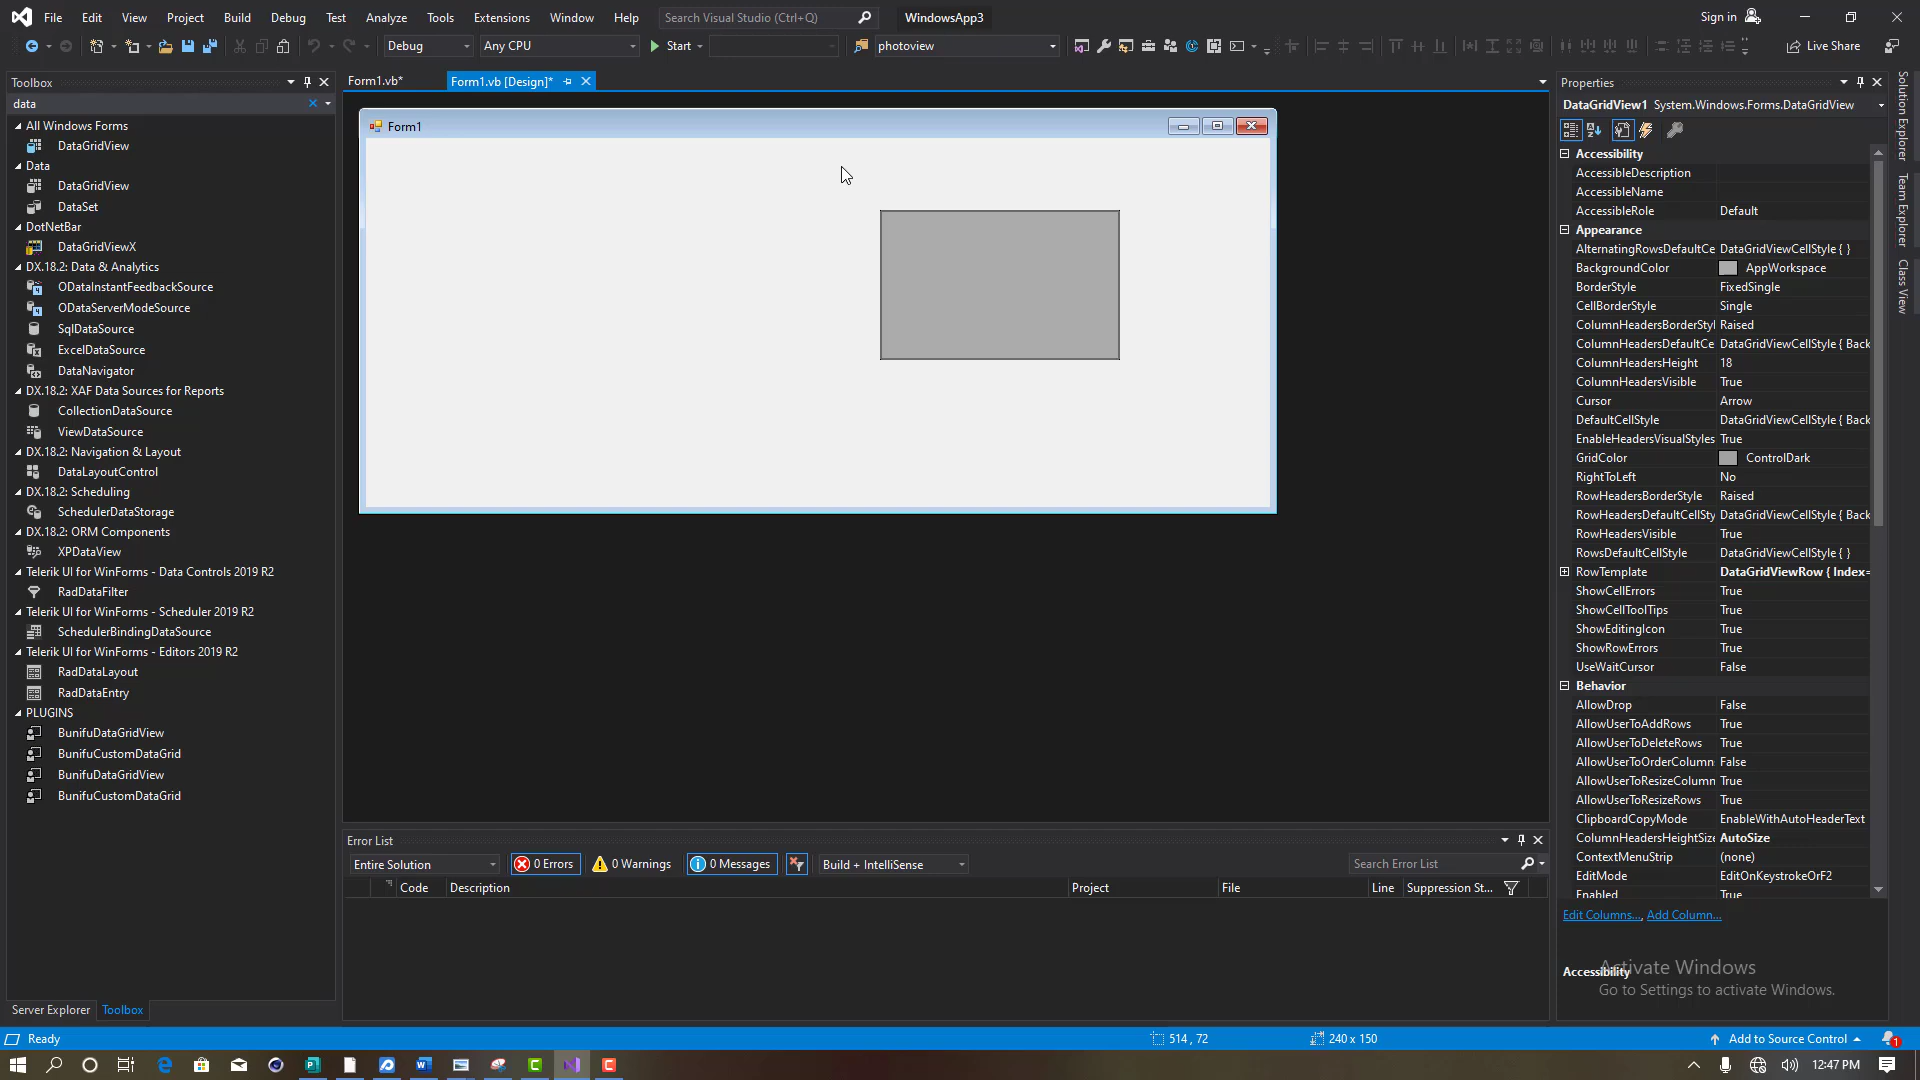 File Edit View Project Build Debug Test Analyze Tools Extensions Window Help Search Visual Studio (Ctrl+Q) WindowsApp3 Sign in
Debug Any CPU Start photoview Live Share
Toolbox
data
All Windows Forms
DataGridView
Data
DataGridView
DataSet
DotNetBar
DataGridViewX
DX.18.2: Data & Analytics
ODataInstantFeedbackSource
ODataServerModeSource
SqlDataSource
ExcelDataSource
DataNavigator
DX.18.2: XAF Data Sources for Reports
CollectionDataSource
ViewDataSource
DX.18.2: Navigation & Layout
DataLayoutControl
DX.18.2: Scheduling
SchedulerDataStorage
DX.18.2: ORM Components
XPDataView
Telerik UI for WinForms - Data Controls 2019 R2
RadDataFilter
Telerik UI for WinForms - Scheduler 2019 R2
SchedulerBindingDataSource
Telerik UI for WinForms - Editors 2019 R2
RadDataLayout
RadDataEntry
PLUGINS
BunifuDataGridView
BunifuCustomDataGrid
BunifuDataGridView
BunifuCustomDataGrid
Server Explorer Toolbox
Form1.vb* Form1.vb [Design]*
Form1
Error List
Entire Solution 0 Errors 0 Warnings 0 Messages Build + IntelliSense Search Error List
Code Description Project File Line Suppression St...
Properties
DataGridView1 System.Windows.Forms.DataGridView
Accessibility
AccessibleDescription
AccessibleName
AccessibleRole Default
Appearance
AlternatingRowsDefaultCe DataGridViewCellStyle { }
BackgroundColor AppWorkspace
BorderStyle FixedSingle
CellBorderStyle Single
ColumnHeadersBorderStyl Raised
ColumnHeadersDefaultCe DataGridViewCellStyle { Back
ColumnHeadersHeight 18
ColumnHeadersVisible True
Cursor Arrow
DefaultCellStyle DataGridViewCellStyle { Back
EnableHeadersVisualStyles True
GridColor ControlDark
RightToLeft No
RowHeadersBorderStyle Raised
RowHeadersDefaultCellSty DataGridViewCellStyle { Back
RowHeadersVisible True
RowsDefaultCellStyle DataGridViewCellStyle { }
RowTemplate DataGridViewRow { Index=
ShowCellErrors True
ShowCellToolTips True
ShowEditingIcon True
ShowRowErrors True
UseWaitCursor False
Behavior
AllowDrop False
AllowUserToAddRows True
AllowUserToDeleteRows True
AllowUserToOrderColumn False
AllowUserToResizeColumn True
AllowUserToResizeRows True
ClipboardCopyMode EnableWithAutoHeaderText
ColumnHeadersHeightSize AutoSize
ContextMenuStrip (none)
EditMode EditOnKeystrokeOrF2
Enabled True
Edit Columns..., Add Column...
Accessibility
Activate Windows
Go to Settings to activate Windows.
Solution Explorer
Team Explorer
Class View
Ready 514 , 72 240 x 150 Add to Source Control 1
12:47 PM